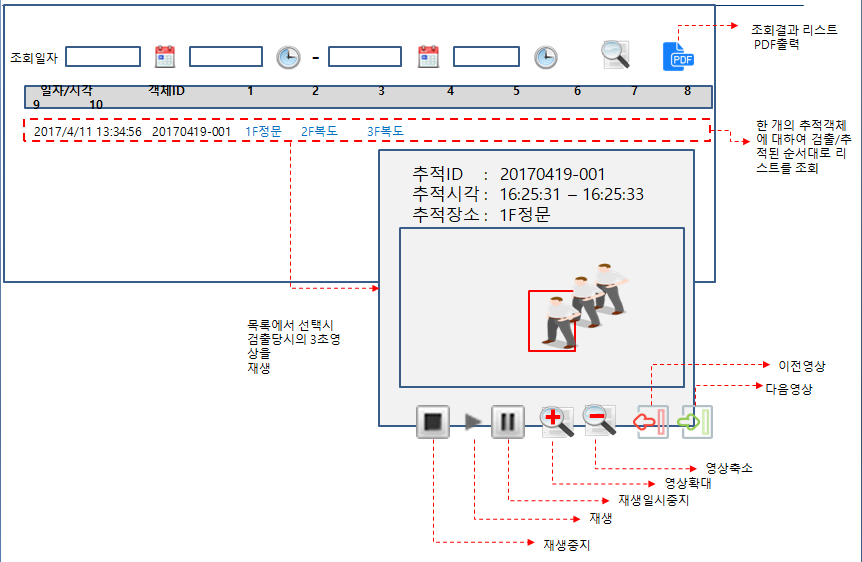 조회결과 리스트
PDF출력
조회일자
-
PDF
일자/시각 객체ID 1 2 3 4 5 6 7 8
9 10
2017/4/11 13:34:56 20170419-001 1F정문 2F복도 3F복도
한 개의 추적객체
에 대하여 검출/추
적된 순서대로 리
스트를 조회
추적ID : 20170419-001
추적시각 : 16:25:31 – 16:25:33
추적장소 : 1F정문
목록에서 선택시
검출당시의 3초영
상을
재생
이전영상
다음영상
영상축소
영상확대
재생일시중지
재생
재생중지